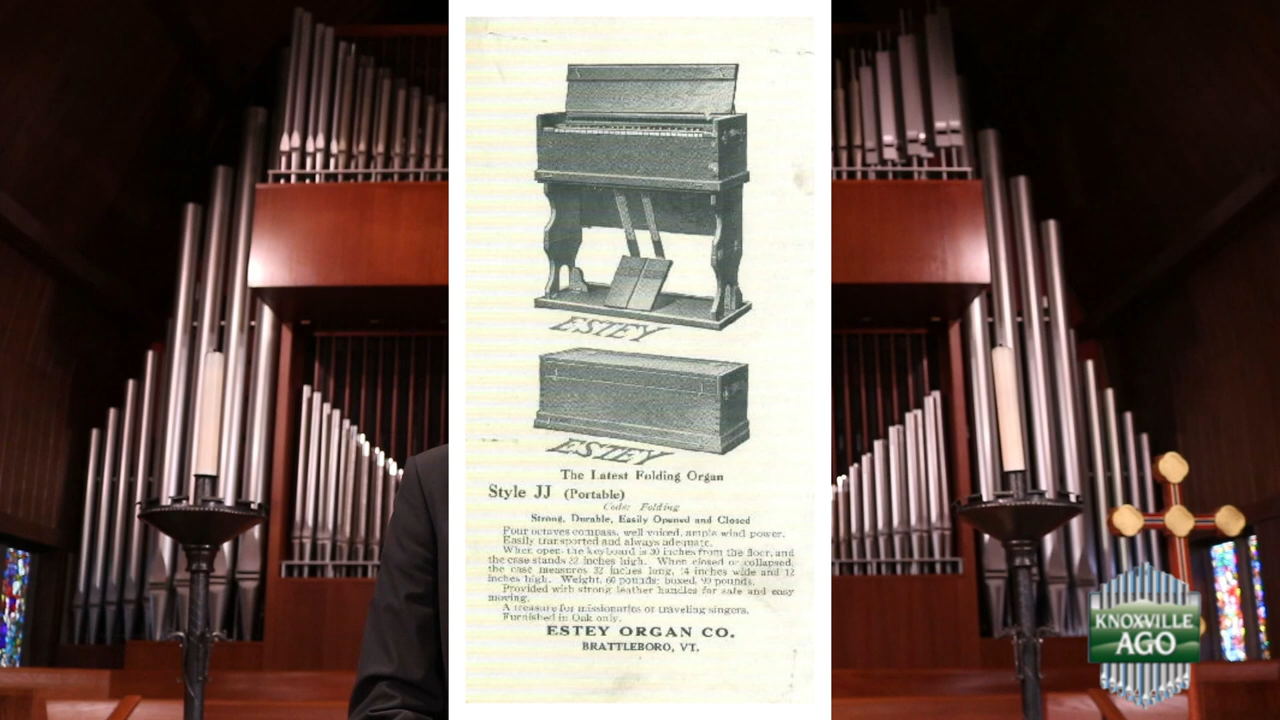 ESTEY
ESTEY
The Latest Folding Organ
Style JJ (Portable)
Code: Folding
Strong, Durable, Easily Opened and Closed
Four octaves compass, well voiced, ample wind power.
Easily transported and always adequate.
When open the keyboard is 30 inches from the floor, and
the case stands 22 inches high. When closed or collapsed,
the case measures 32 inches long, 14 inches wide and 12
inches high. Weight, 60 pounds; boxed, 90 pounds.
Provided with strong leather handles for safe and easy
moving.
A treasure for missionaries or traveling singers.
Furnished in Oak only.
ESTEY ORGAN CO.
BRATTLEBORO, VT.
KNOXVILLE
AGO